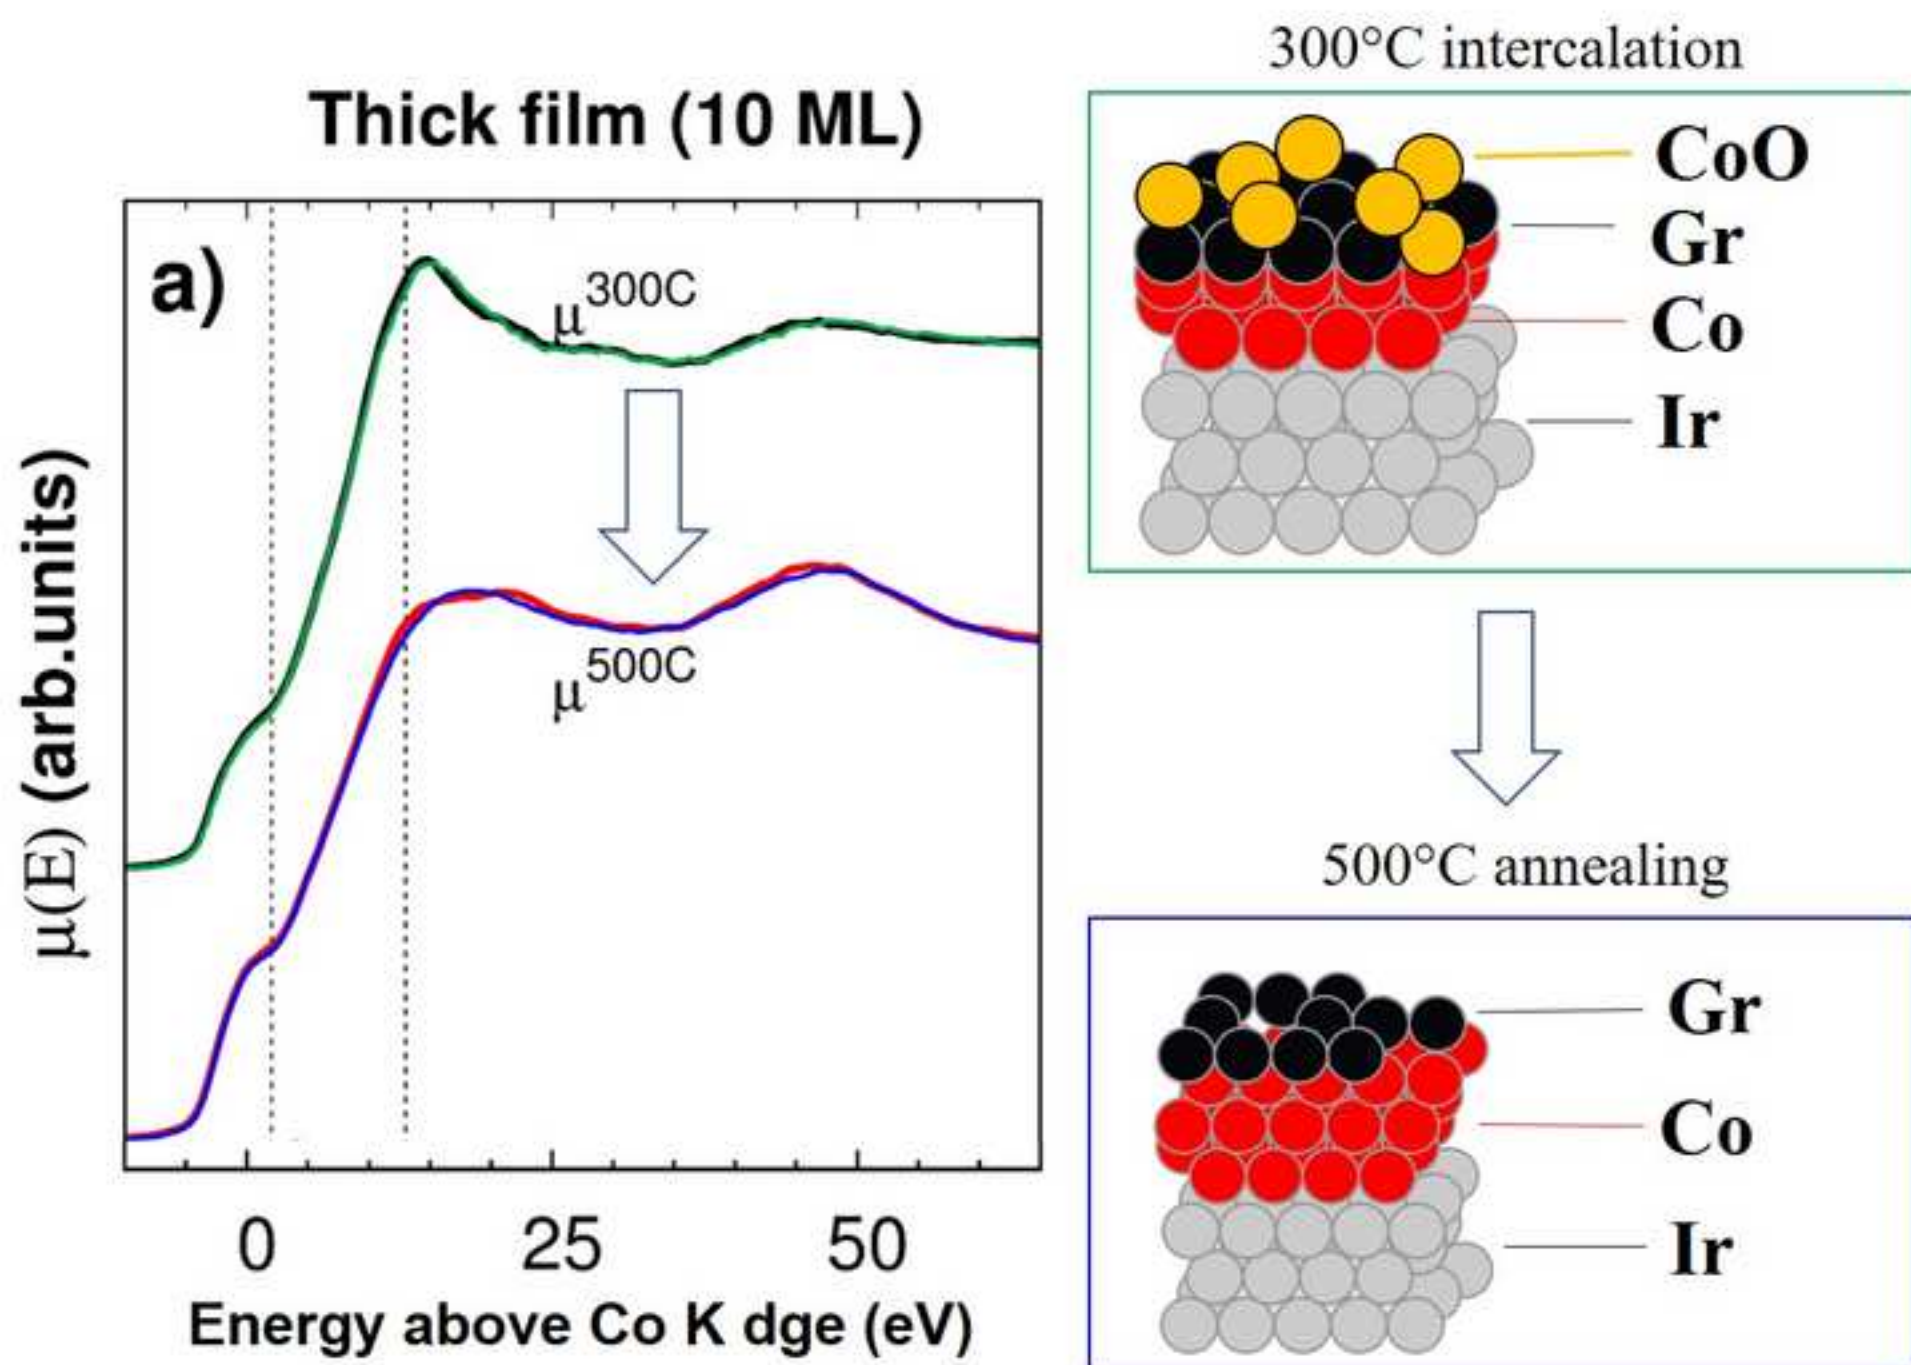 Thick film (10 ML)
a)
μ300C
μ500C
μ(E) (arb.units)
0 25 50
Energy above Co K dge (eV)
300°C intercalation
CoO
Gr
Co
Ir
500°C annealing
Gr
Co
Ir